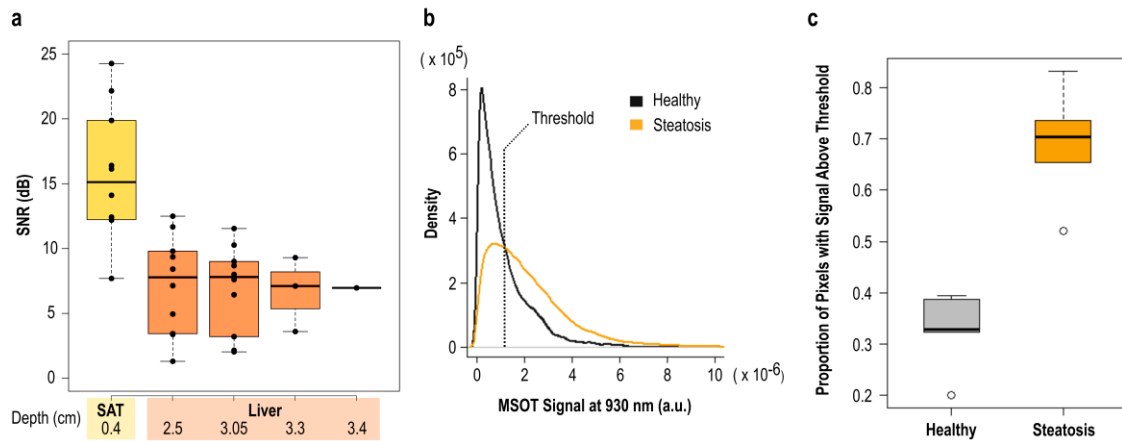 a
SNR (dB)
25
20
15
10
5
0
Depth (cm)
SAT
0.4
Liver
2.5 3.05 3.3 3.4
b
( x 10^5)
Density
8
6
4
2
0
Threshold
Healthy
Steatosis
0 2 4 6 8 10
( x 10^-6)
MSOT Signal at 930 nm (a.u.)
c
Proportion of Pixels with Signal Above Threshold
0.8
0.7
0.6
0.5
0.4
0.3
0.2
Healthy Steatosis